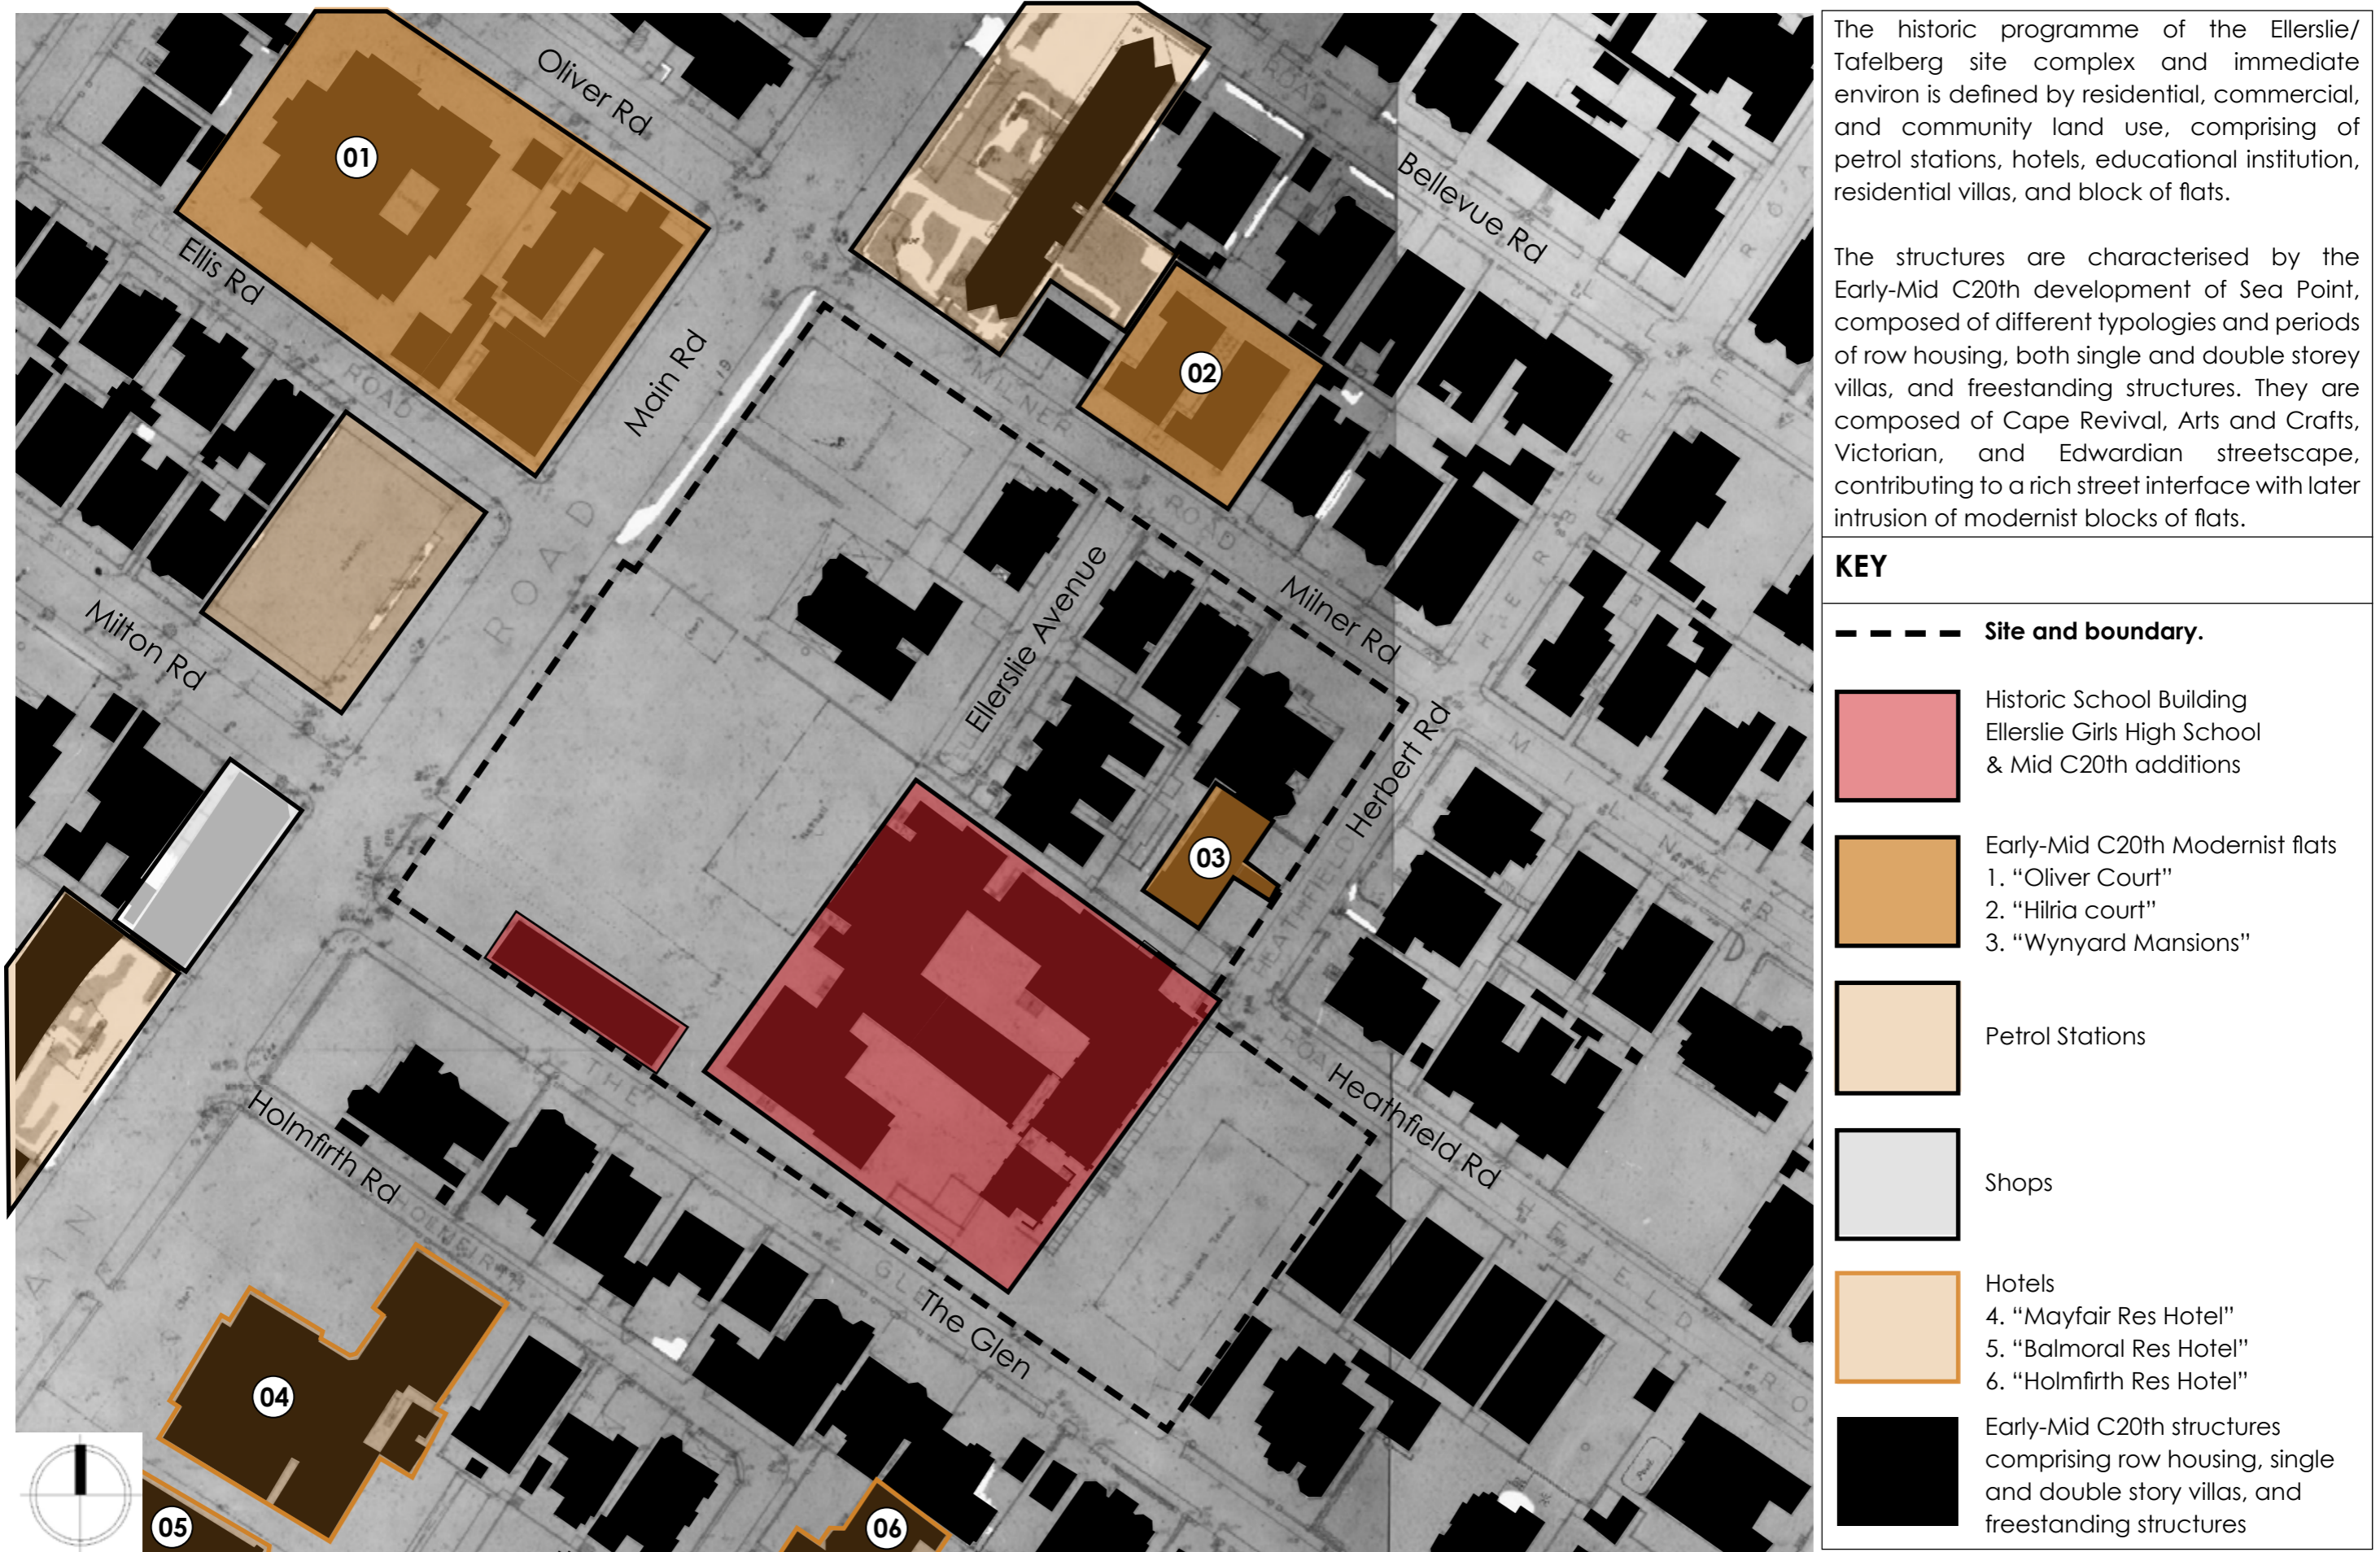 01
Oliver Rd
Bellevue Rd
Ellis Rd
Main Rd
02
ROAD
MILNER
ROAD
ROAD
Milner Rd
Ellerslie Avenue
Milton Rd
Herbert Rd
03
HEATHFIELD
ROAD
Heathfield Rd
THE
Holmfirth Rd
HOLMFIRTH
GLEN
The Glen
04
05
06
The historic programme of the Ellerslie/
Tafelberg site complex and immediate
environ is defined by residential, commercial,
and community land use, comprising of
petrol stations, hotels, educational institution,
residential villas, and block of flats.
The structures are characterised by the
Early-Mid C20th development of Sea Point,
composed of different typologies and periods
of row housing, both single and double storey
villas, and freestanding structures. They are
composed of Cape Revival, Arts and Crafts,
Victorian, and Edwardian streetscape,
contributing to a rich street interface with later
intrusion of modernist blocks of flats.
KEY
Site and boundary.
Historic School Building
Ellerslie Girls High School
& Mid C20th additions
Early-Mid C20th Modernist flats
1. “Oliver Court”
2. “Hilria court”
3. “Wynyard Mansions”
Petrol Stations
Shops
Hotels
4. “Mayfair Res Hotel”
5. “Balmoral Res Hotel”
6. “Holmfirth Res Hotel”
Early-Mid C20th structures
comprising row housing, single
and double story villas, and
freestanding structures